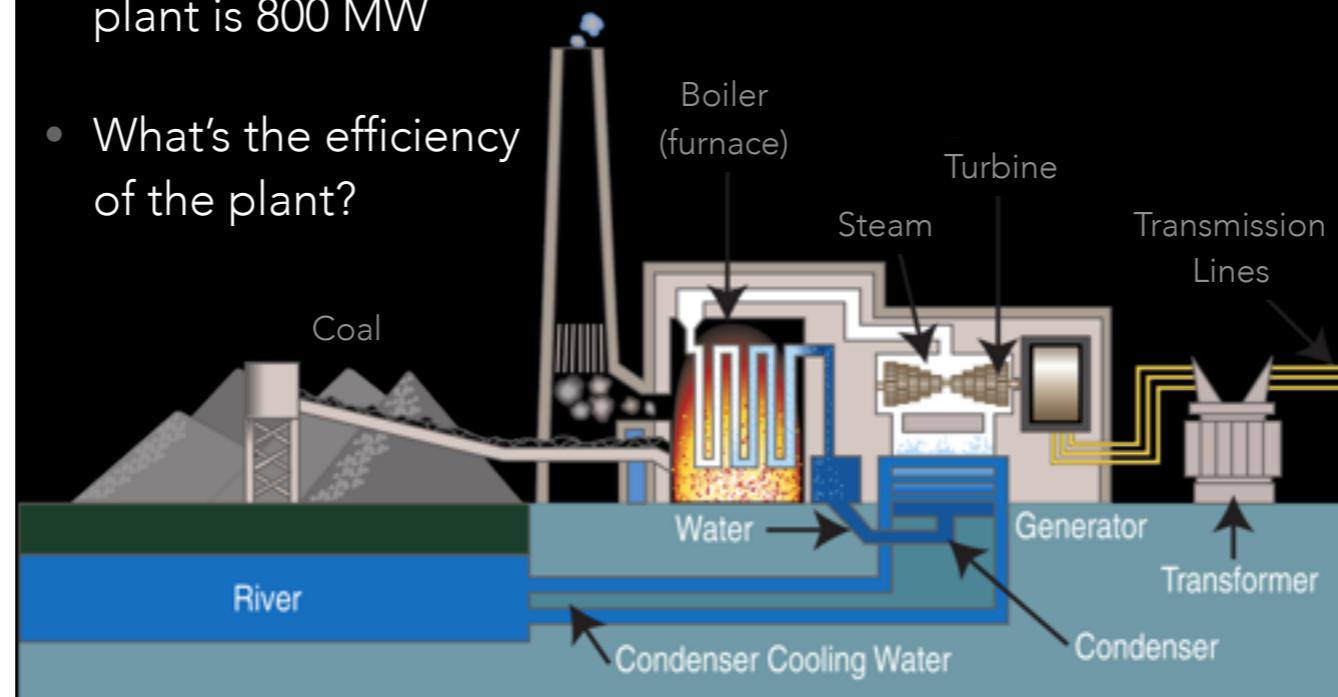 plant is 800 MW
• What's the efficiency
of the plant?
Boiler
(furnace)
Turbine
Steam
Transmission
Lines
Coal
Water
Generator
Transformer
River
Condenser Cooling Water
Condenser